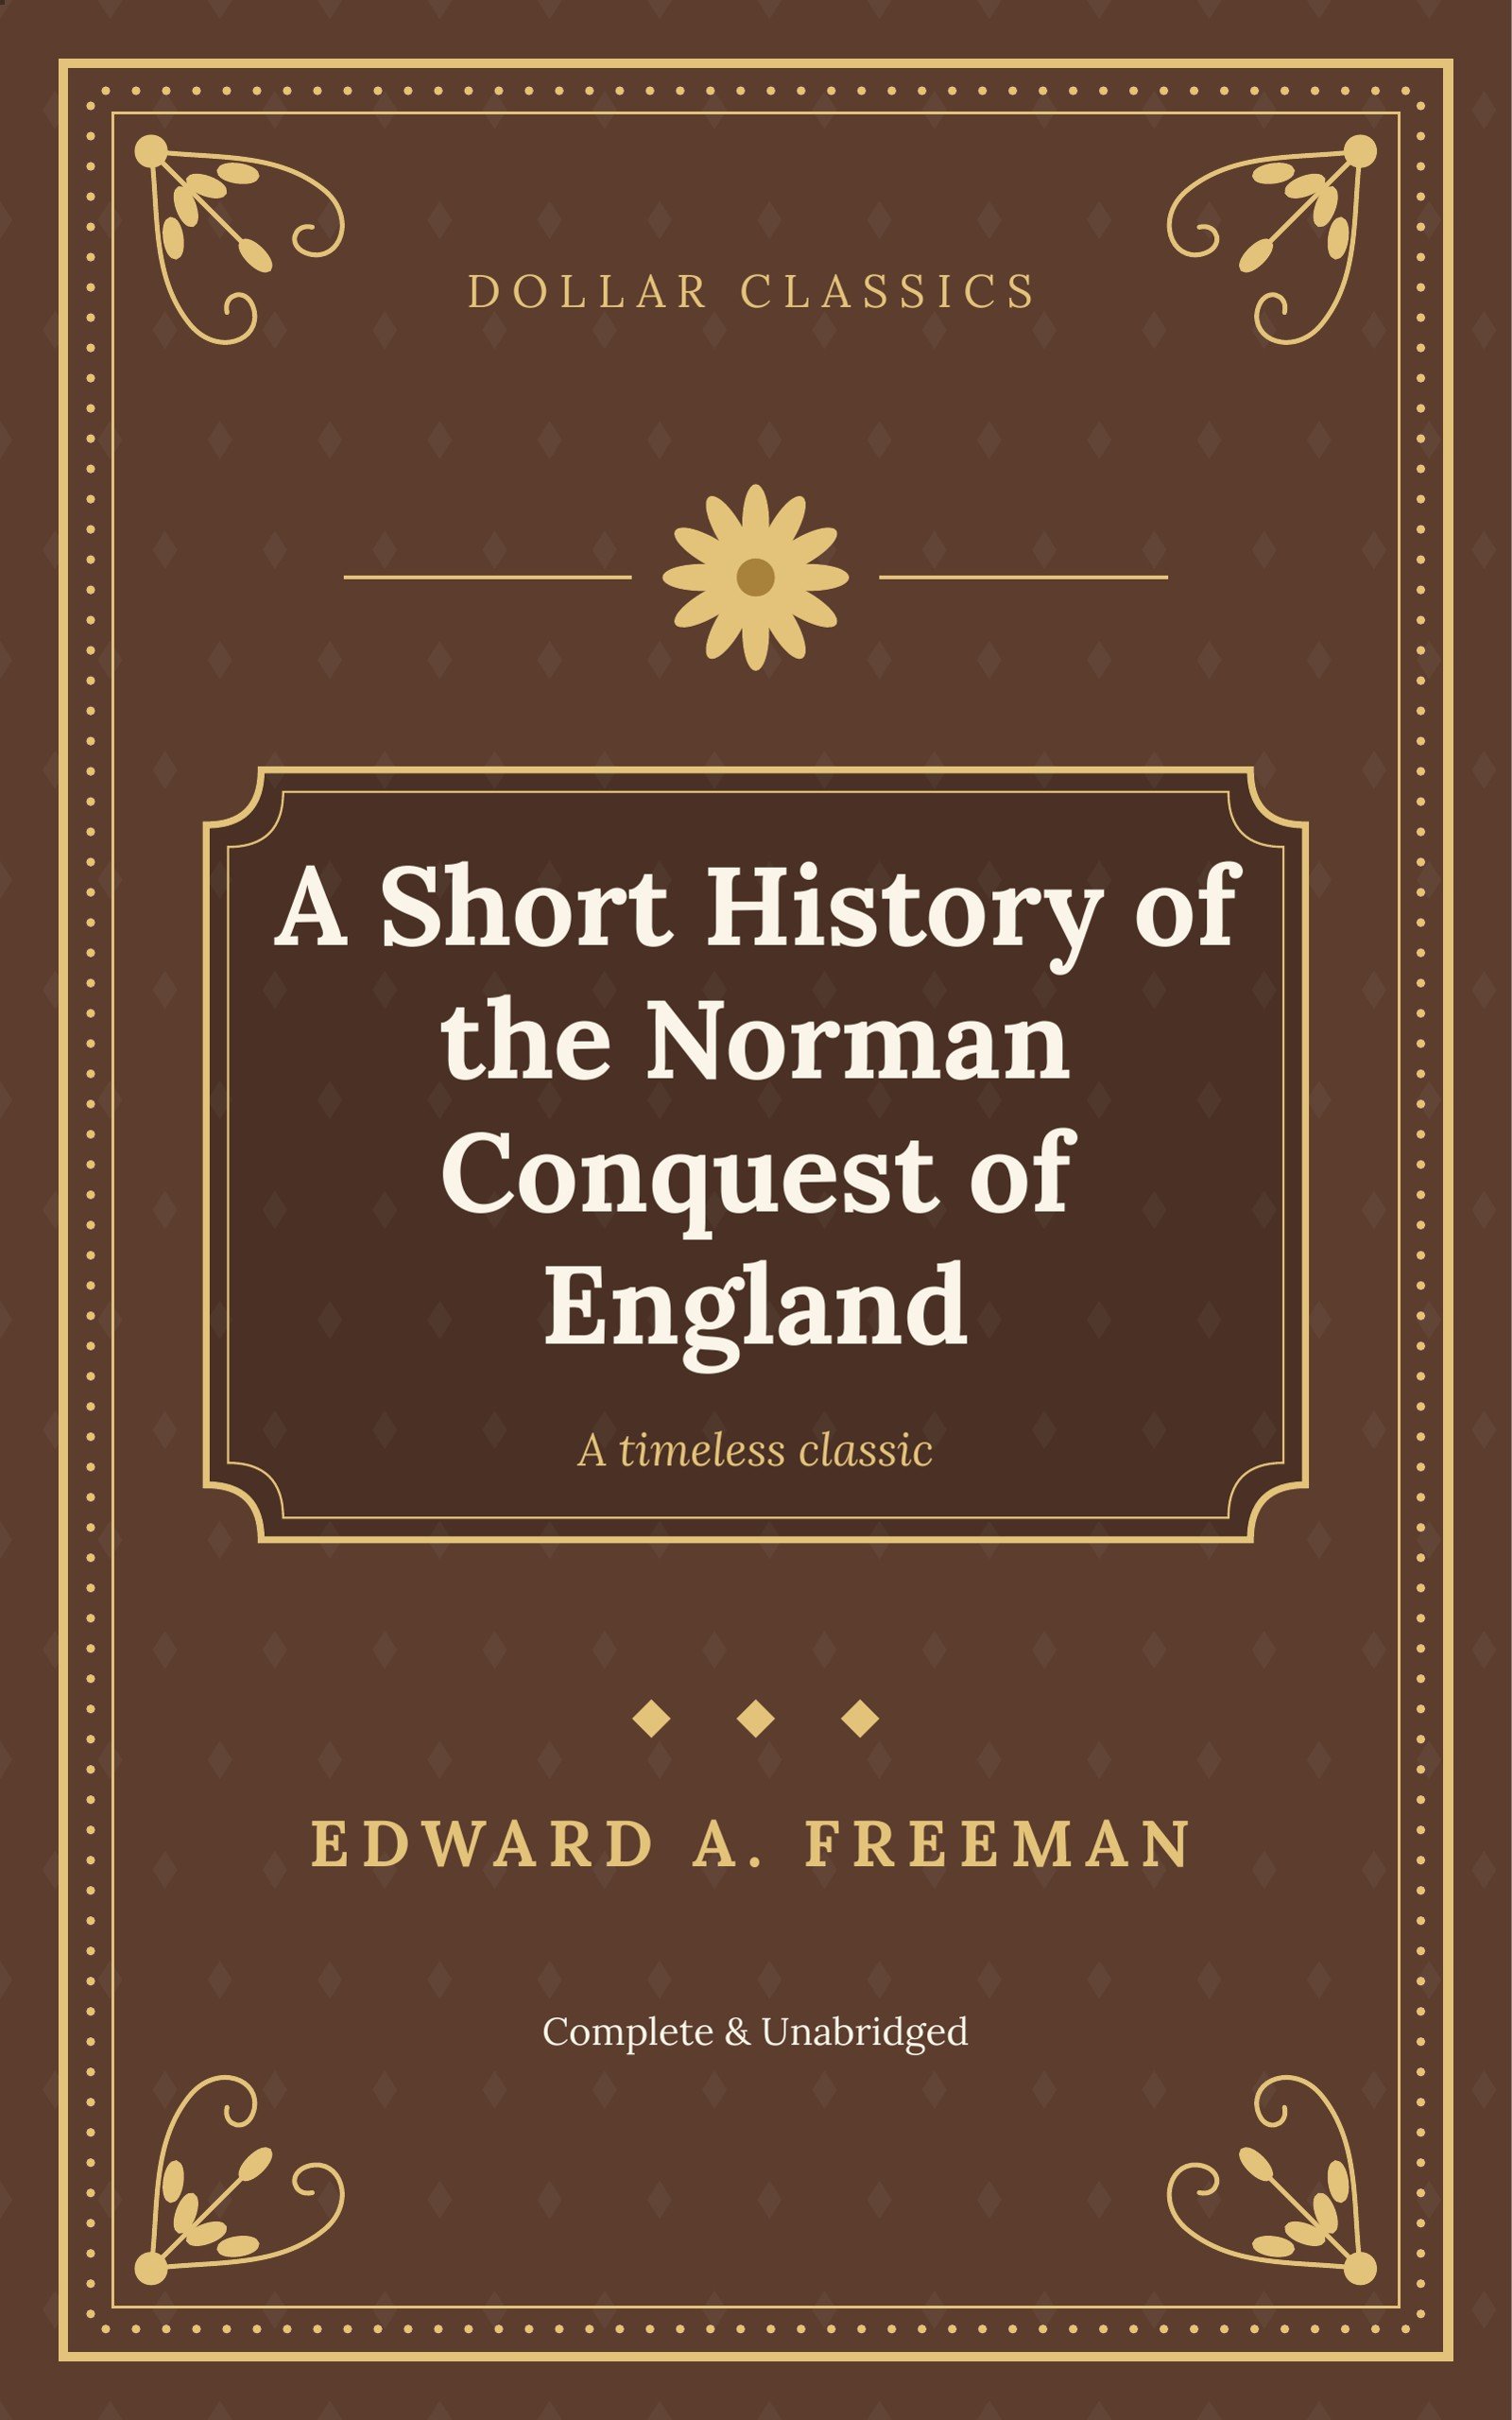 DOLLAR CLASSICS
A Short History of
the Norman
Conquest of
England
A timeless classic
EDWARD A. FREEMAN
Complete & Unabridged